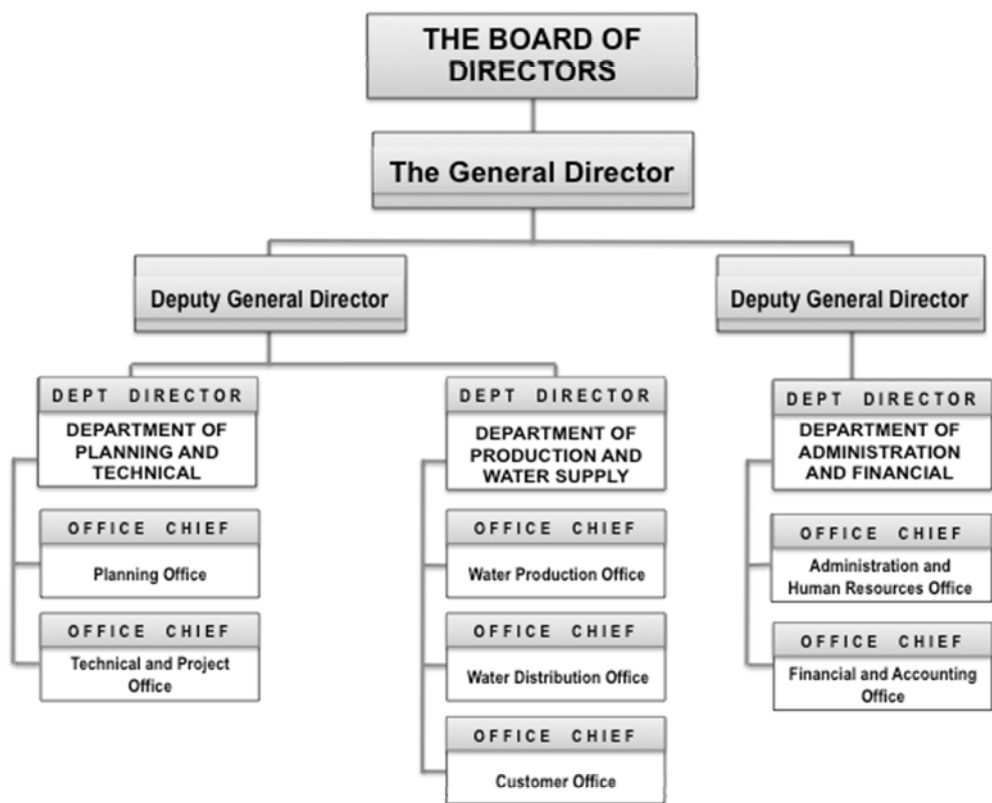 THE BOARD OF
DIRECTORS
The General Director
Deputy General Director
Deputy General Director
DEPT DIRECTOR
DEPARTMENT OF
PLANNING AND
TECHNICAL
OFFICE CHIEF
Planning Office
OFFICE CHIEF
Technical and Project
Office
DEPT DIRECTOR
DEPARTMENT OF
PRODUCTION AND
WATER SUPPLY
OFFICE CHIEF
Water Production Office
OFFICE CHIEF
Water Distribution Office
OFFICE CHIEF
Customer Office
DEPT DIRECTOR
DEPARTMENT OF
ADMINISTRATION
AND FINANCIAL
OFFICE CHIEF
Administration and
Human Resources Office
OFFICE CHIEF
Financial and Accounting
Office